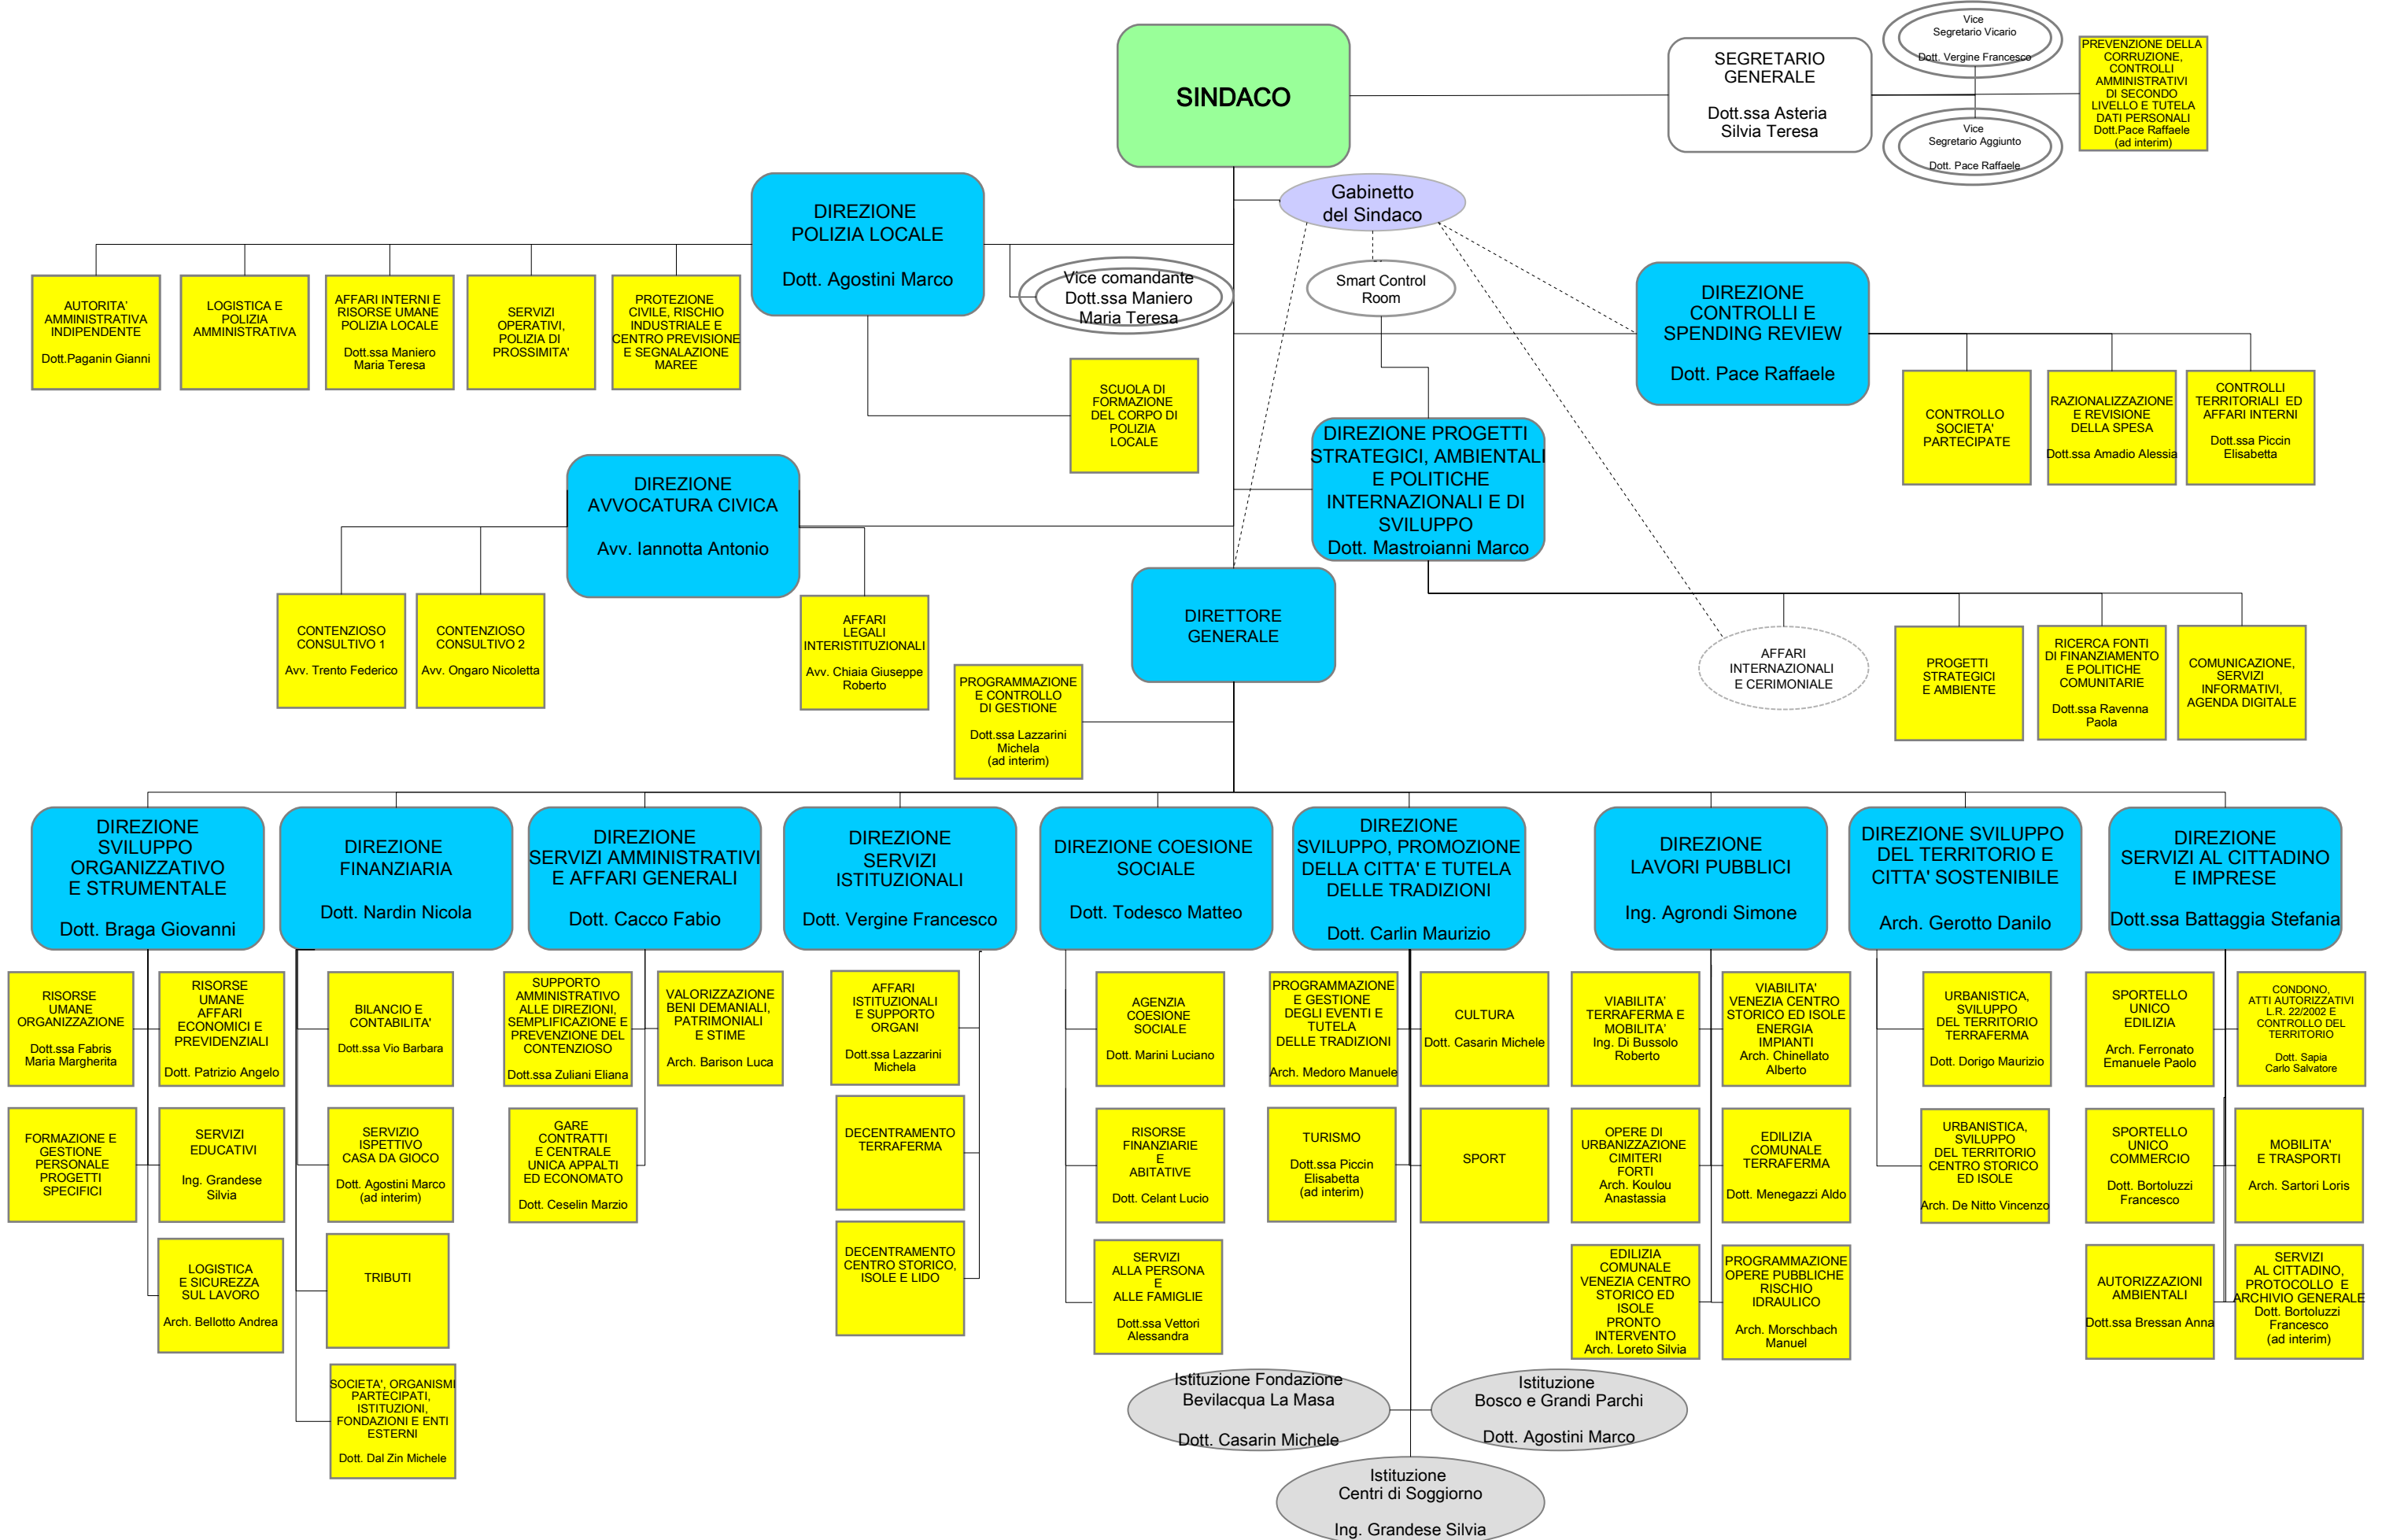 SINDACO
SEGRETARIO
GENERALE
Dott.ssa Asteria
Silvia Teresa
Vice
Segretario Vicario
Dott. Vergine Francesco
Vice
Segretario Aggiunto
Dott. Pace Raffaele
PREVENZIONE DELLA
CORRUZIONE,
CONTROLLI
AMMINISTRATIVI
DI SECONDO
LIVELLO E TUTELA
DATI PERSONALI
Dott.Pace Raffaele
(ad interim)
Gabinetto
del Sindaco
DIREZIONE
POLIZIA LOCALE
Dott. Agostini Marco
Vice comandante
Dott.ssa Maniero
Maria Teresa
Smart Control
Room
DIREZIONE
CONTROLLI E
SPENDING REVIEW
Dott. Pace Raffaele
AUTORITA'
AMMINISTRATIVA
INDIPENDENTE
Dott.Paganin Gianni
LOGISTICA E
POLIZIA
AMMINISTRATIVA
AFFARI INTERNI E
RISORSE UMANE
POLIZIA LOCALE
Dott.ssa Maniero
Maria Teresa
SERVIZI
OPERATIVI,
POLIZIA DI
PROSSIMITA'
PROTEZIONE
CIVILE, RISCHIO
INDUSTRIALE E
CENTRO PREVISIONE
E SEGNALAZIONE
MAREE
SCUOLA DI
FORMAZIONE
DEL CORPO DI
POLIZIA
LOCALE
CONTROLLO
SOCIETA'
PARTECIPATE
RAZIONALIZZAZIONE
E REVISIONE
DELLA SPESA
Dott.ssa Amadio Alessia
CONTROLLI
TERRITORIALI ED
AFFARI INTERNI
Dott.ssa Piccin
Elisabetta
DIREZIONE
AVVOCATURA CIVICA
Avv. Iannotta Antonio
DIREZIONE PROGETTI
STRATEGICI, AMBIENTALI
E POLITICHE
INTERNAZIONALI E DI
SVILUPPO
Dott. Mastroianni Marco
CONTENZIOSO
CONSULTIVO 1
Avv. Trento Federico
CONTENZIOSO
CONSULTIVO 2
Avv. Ongaro Nicoletta
AFFARI
LEGALI
INTERISTITUZIONALI
Avv. Chiaia Giuseppe
Roberto
DIRETTORE
GENERALE
PROGRAMMAZIONE
E CONTROLLO
DI GESTIONE
Dott.ssa Lazzarini
Michela
(ad interim)
AFFARI
INTERNAZIONALI
E CERIMONIALE
PROGETTI
STRATEGICI
E AMBIENTE
RICERCA FONTI
DI FINANZIAMENTO
E POLITICHE
COMUNITARIE
Dott.ssa Ravenna
Paola
COMUNICAZIONE,
SERVIZI
INFORMATIVI,
AGENDA DIGITALE
DIREZIONE
SVILUPPO
ORGANIZZATIVO
E STRUMENTALE
Dott. Braga Giovanni
DIREZIONE
FINANZIARIA
Dott. Nardin Nicola
DIREZIONE
SERVIZI AMMINISTRATIVI
E AFFARI GENERALI
Dott. Cacco Fabio
DIREZIONE
SERVIZI
ISTITUZIONALI
Dott. Vergine Francesco
DIREZIONE COESIONE
SOCIALE
Dott. Todesco Matteo
DIREZIONE
SVILUPPO, PROMOZIONE
DELLA CITTA' E TUTELA
DELLE TRADIZIONI
Dott. Carlin Maurizio
DIREZIONE
LAVORI PUBBLICI
Ing. Agrondi Simone
DIREZIONE SVILUPPO
DEL TERRITORIO E
CITTA' SOSTENIBILE
Arch. Gerotto Danilo
DIREZIONE
SERVIZI AL CITTADINO
E IMPRESE
Dott.ssa Battaggia Stefania
RISORSE
UMANE
ORGANIZZAZIONE
Dott.ssa Fabris
Maria Margherita
RISORSE
UMANE
AFFARI
ECONOMICI E
PREVIDENZIALI
Dott. Patrizio Angelo
FORMAZIONE E
GESTIONE
PERSONALE
PROGETTI
SPECIFICI
SERVIZI
EDUCATIVI
Ing. Grandese
Silvia
LOGISTICA
E SICUREZZA
SUL LAVORO
Arch. Bellotto Andrea
BILANCIO E
CONTABILITA'
Dott.ssa Vio Barbara
SERVIZIO
ISPETTIVO
CASA DA GIOCO
Dott. Agostini Marco
(ad interim)
TRIBUTI
SOCIETA', ORGANISMI
PARTECIPATI,
ISTITUZIONI,
FONDAZIONI E ENTI
ESTERNI
Dott. Dal Zin Michele
SUPPORTO
AMMINISTRATIVO
ALLE DIREZIONI,
SEMPLIFICAZIONE E
PREVENZIONE DEL
CONTENZIOSO
Dott.ssa Zuliani Eliana
VALORIZZAZIONE
BENI DEMANIALI,
PATRIMONIALI
E STIME
Arch. Barison Luca
GARE
CONTRATTI
E CENTRALE
UNICA APPALTI
ED ECONOMATO
Dott. Ceselin Marzio
AFFARI
ISTITUZIONALI
E SUPPORTO
ORGANI
Dott.ssa Lazzarini
Michela
DECENTRAMENTO
TERRAFERMA
DECENTRAMENTO
CENTRO STORICO,
ISOLE E LIDO
AGENZIA
COESIONE
SOCIALE
Dott. Marini Luciano
RISORSE
FINANZIARIE
E
ABITATIVE
Dott. Celant Lucio
SERVIZI
ALLA PERSONA
E
ALLE FAMIGLIE
Dott.ssa Vettori
Alessandra
PROGRAMMAZIONE
E GESTIONE
DEGLI EVENTI E
TUTELA
DELLE TRADIZIONI
Arch. Medoro Manuele
CULTURA
Dott. Casarin Michele
TURISMO
Dott.ssa Piccin
Elisabetta
(ad interim)
SPORT
VIABILITA'
TERRAFERMA E
MOBILITA'
Ing. Di Bussolo
Roberto
VIABILITA'
VENEZIA CENTRO
STORICO ED ISOLE
ENERGIA
IMPIANTI
Arch. Chinellato
Alberto
OPERE DI
URBANIZZAZIONE
CIMITERI
FORTI
Arch. Koulou
Anastassia
EDILIZIA
COMUNALE
TERRAFERMA
Dott. Menegazzi Aldo
EDILIZIA
COMUNALE
VENEZIA CENTRO
STORICO ED
ISOLE
PRONTO
INTERVENTO
Arch. Loreto Silvia
PROGRAMMAZIONE
OPERE PUBBLICHE
RISCHIO
IDRAULICO
Arch. Morschbach
Manuel
URBANISTICA,
SVILUPPO
DEL TERRITORIO
TERRAFERMA
Dott. Dorigo Maurizio
URBANISTICA,
SVILUPPO
DEL TERRITORIO
CENTRO STORICO
ED ISOLE
Arch. De Nitto Vincenzo
SPORTELLO
UNICO
EDILIZIA
Arch. Ferronato
Emanuele Paolo
CONDONO,
ATTI AUTORIZZATIVI
L.R. 22/2002 E
CONTROLLO DEL
TERRITORIO
Dott. Sapia
Carlo Salvatore
SPORTELLO
UNICO
COMMERCIO
Dott. Bortoluzzi
Francesco
MOBILITA'
E TRASPORTI
Arch. Sartori Loris
AUTORIZZAZIONI
AMBIENTALI
Dott.ssa Bressan Anna
SERVIZI
AL CITTADINO,
PROTOCOLLO E
ARCHIVIO GENERALE
Dott. Bortoluzzi
Francesco
(ad interim)
Istituzione Fondazione
Bevilacqua La Masa
Dott. Casarin Michele
Istituzione
Bosco e Grandi Parchi
Dott. Agostini Marco
Istituzione
Centri di Soggiorno
Ing. Grandese Silvia